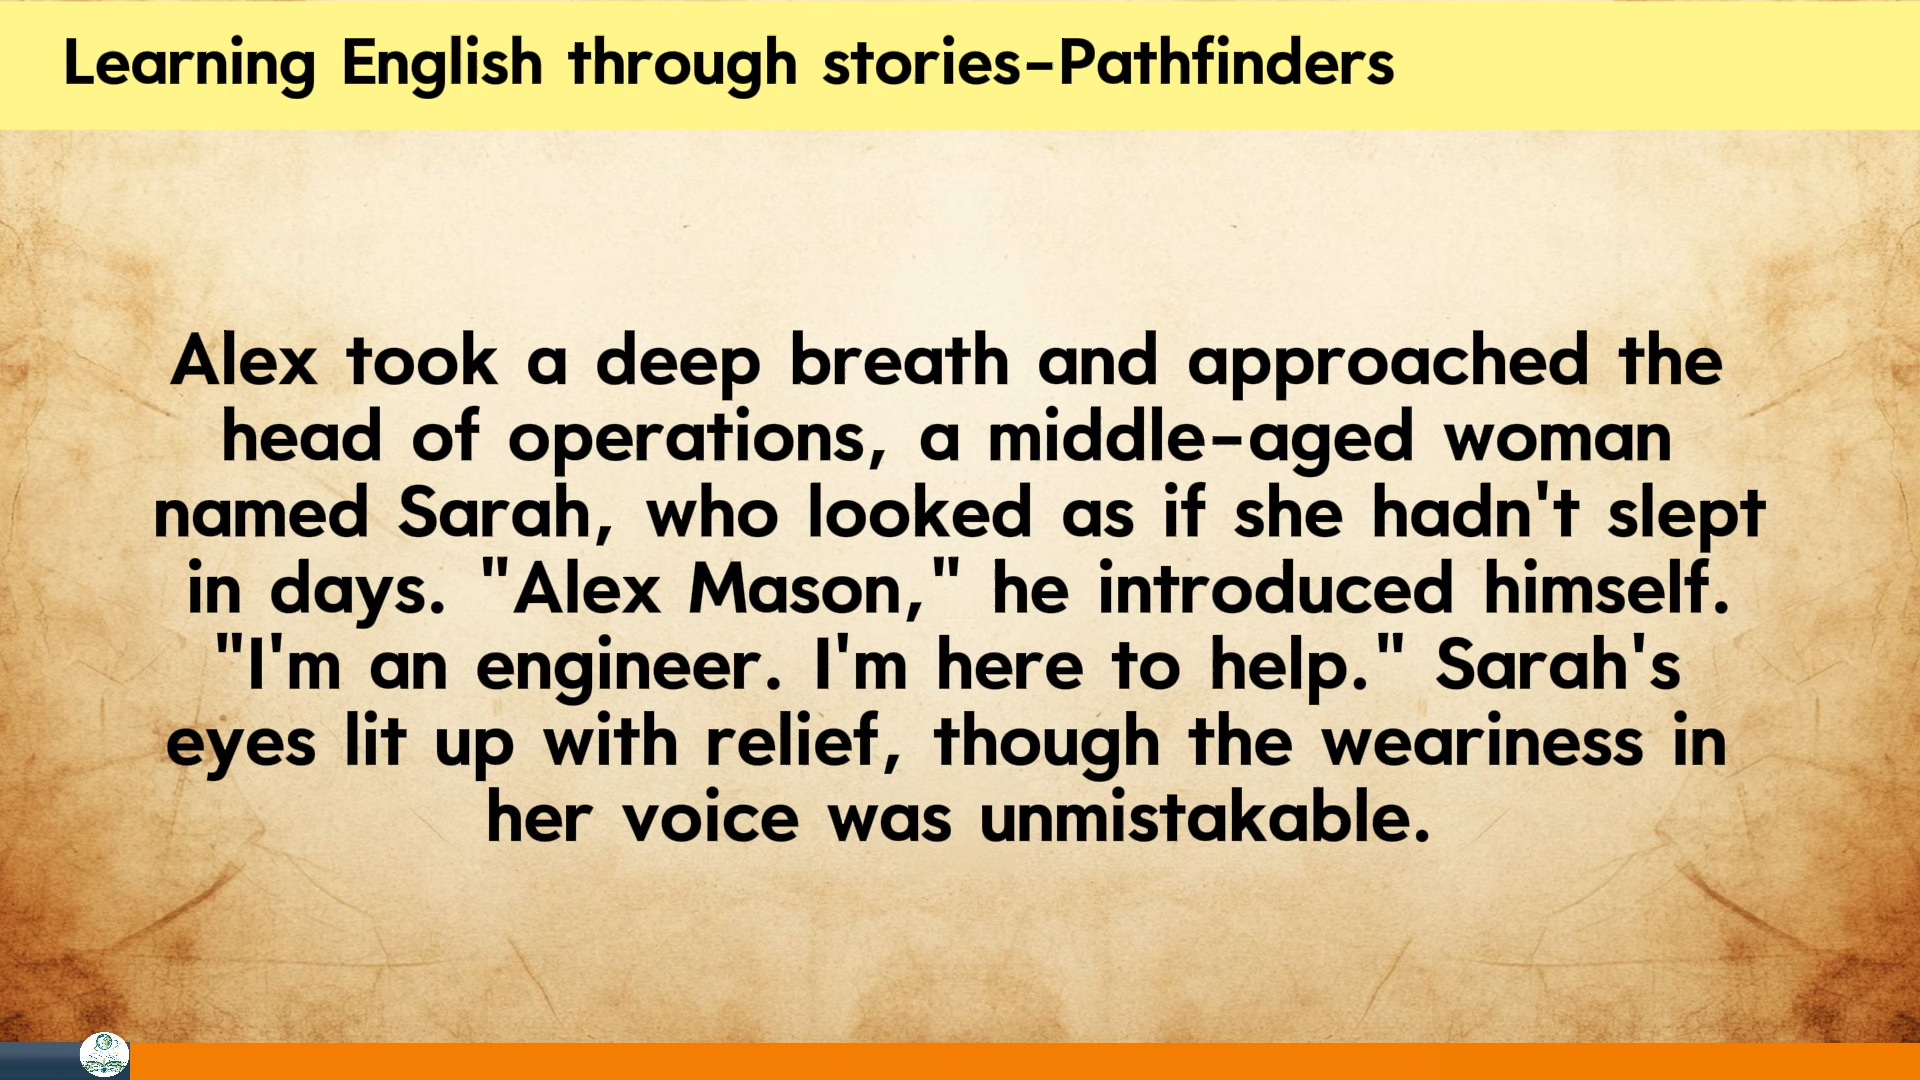 Learning English through stories-Pathfinders
Alex took a deep breath and approached the
head of operations, a middle-aged woman
named Sarah, who looked as if she hadn't slept
in days. "Alex Mason," he introduced himself.
"I'm an engineer. I'm here to help." Sarah's
eyes lit up with relief, though the weariness in
her voice was unmistakable.